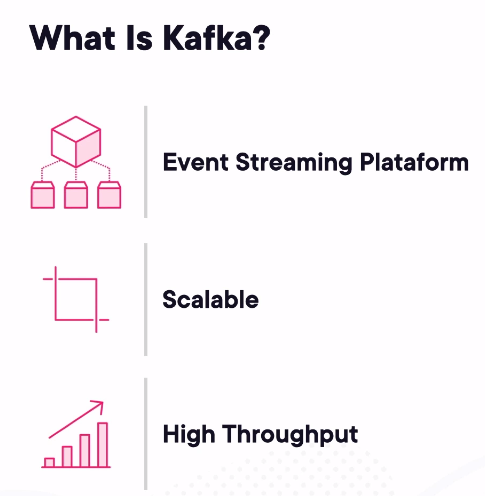 What Is Kafka?
Event Streaming Plataform
Scalable
High Throughput